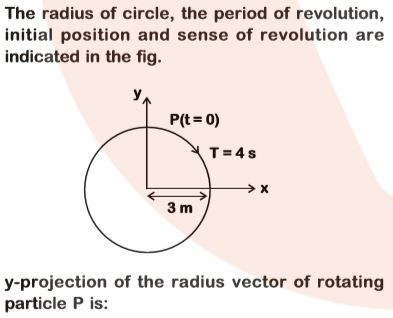 The radius of circle, the period of revolution,
initial position and sense of revolution are
indicated in the fig.
y
P(t = 0)
T = 4 s
x
3 m
y-projection of the radius vector of rotating
particle P is: